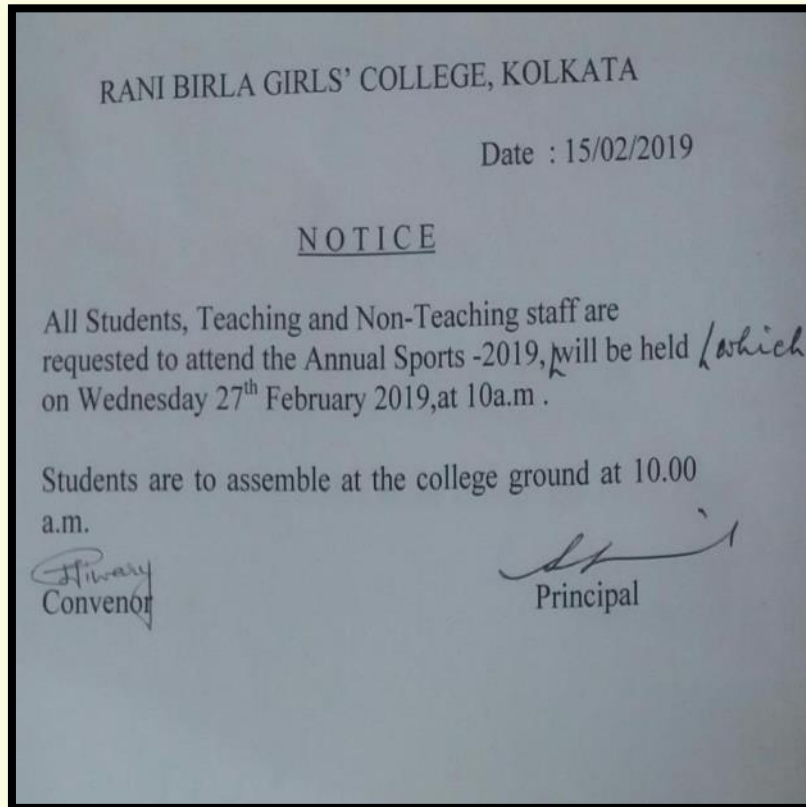 RANI BIRLA GIRLS' COLLEGE, KOLKATA
Date : 15/02/2019
NOTICE
All Students, Teaching and Non-Teaching staff are
requested to attend the Annual Sports -2019, which will be held
on Wednesday 27th February 2019,at 10a.m .
Students are to assemble at the college ground at 10.00
a.m.
Convenor
Principal